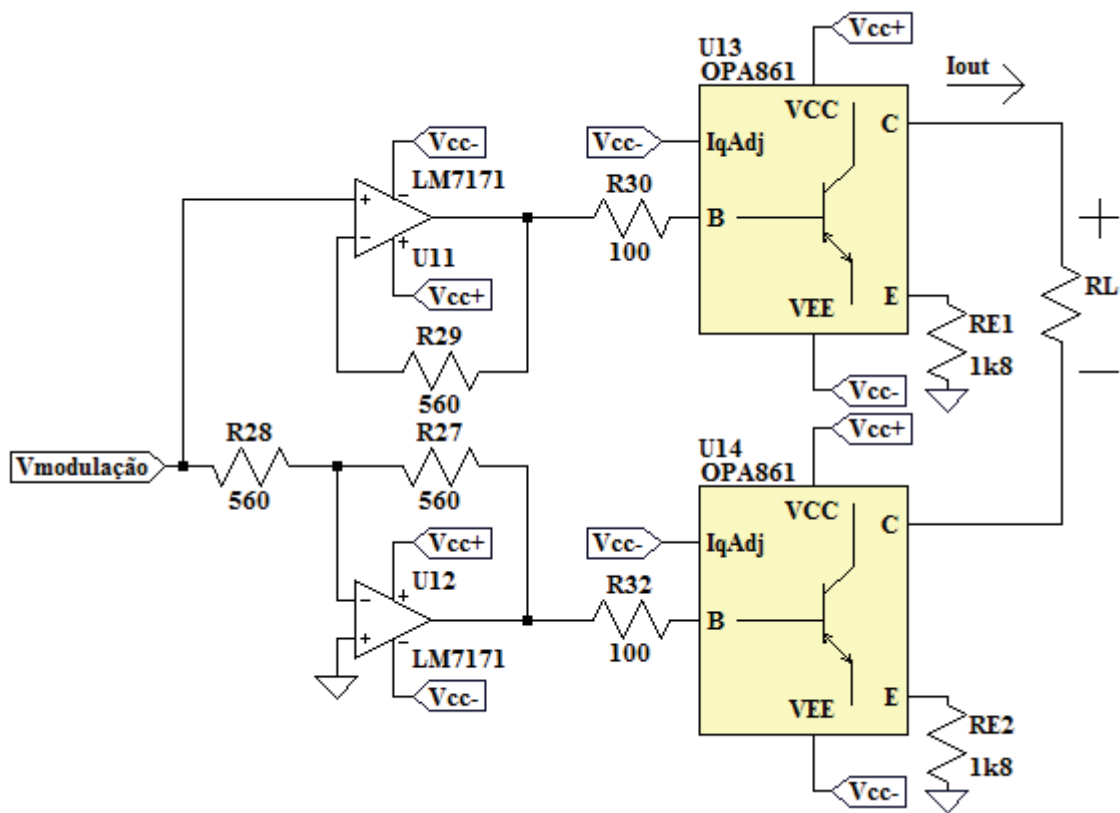 U13
OPA861
Vcc+
Iout
VCC
C
Vcc-
IqAdj
Vcc-
LM7171
R30
B
100
+
-
-
+
U11
Vcc+
+
RL
VEE
E
RE1
1k8
Vcc-
R29
560
R28
R27
Vmodulação
560
560
U14
OPA861
Vcc+
VCC
C
Vcc-
IqAdj
Vcc+
U12
R32
B
100
-
+
+
-
LM7171
Vcc-
VEE
E
RE2
1k8
Vcc-